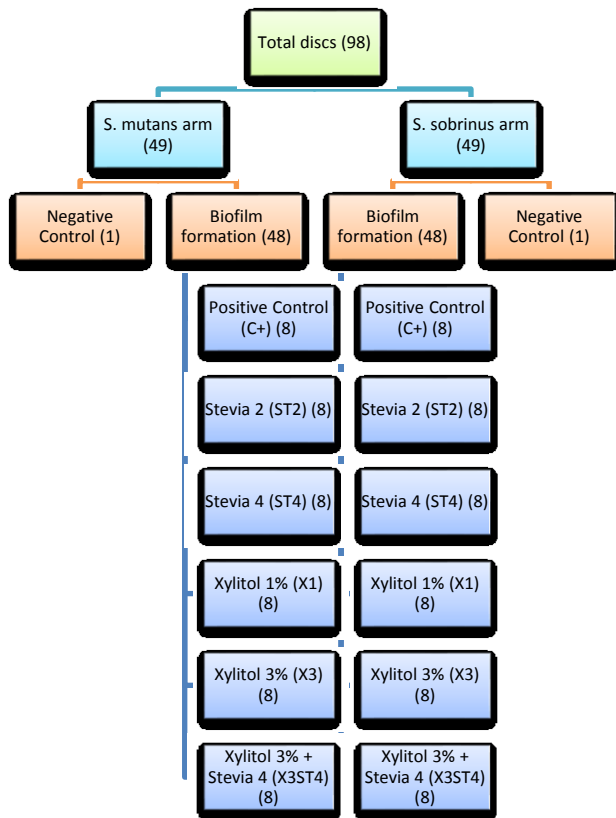 Total discs (98)
S. mutans arm
(49)
S. sobrinus arm
(49)
Negative
Control (1)
Biofilm
formation (48)
Biofilm
formation (48)
Negative
Control (1)
Positive Control
(C+) (8)
Positive Control
(C+) (8)
Stevia 2 (ST2) (8)
Stevia 2 (ST2) (8)
Stevia 4 (ST4) (8)
Stevia 4 (ST4) (8)
Xylitol 1% (X1)
(8)
Xylitol 1% (X1)
(8)
Xylitol 3% (X3)
(8)
Xylitol 3% (X3)
(8)
Xylitol 3% +
Stevia 4 (X3ST4)
(8)
Xylitol 3% +
Stevia 4 (X3ST4)
(8)